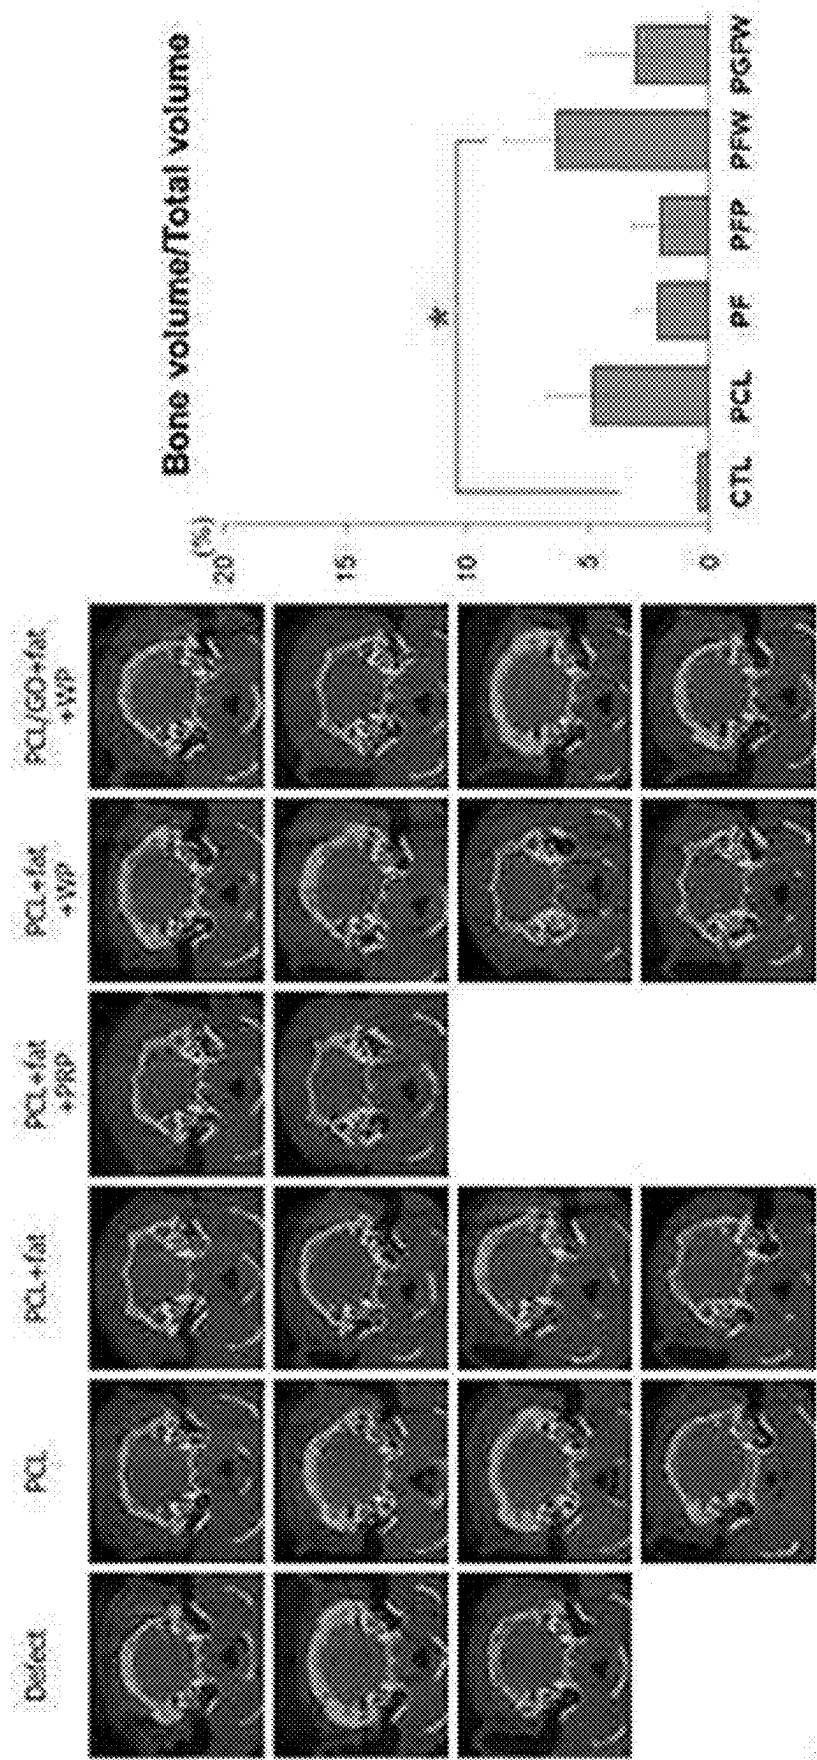 Defect
PCL
PCL+fat
PCL+fat
+PRP
PCL+fat
+WP
PCL/GO+fat
+WP
Bone volume/Total volume
(%)
20
15
10
5
0
*
CTL PCL PF PFP PFW PGFW